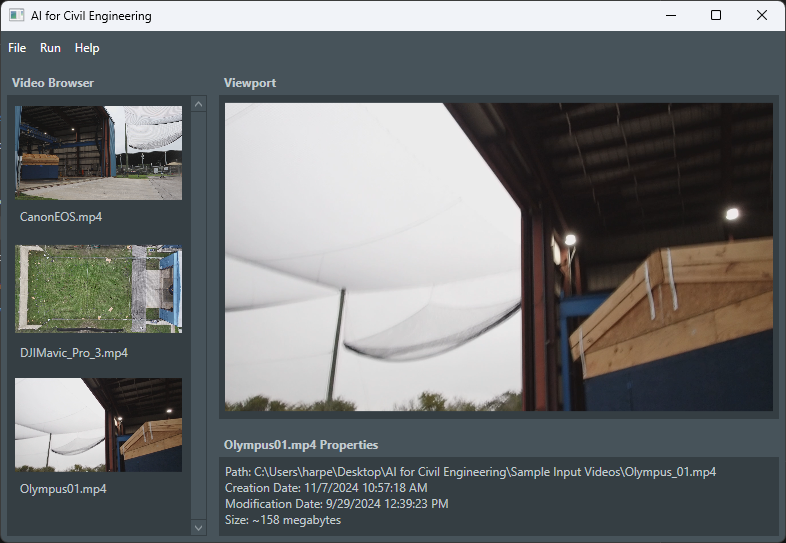 AI for Civil Engineering
File Run Help
Video Browser
Viewport
CanonEOS.mp4
DJIMavic_Pro_3.mp4
Olympus01.mp4
Olympus01.mp4 Properties
Path: C:\Users\harpe\Desktop\AI for Civil Engineering\Sample Input Videos\Olympus_01.mp4
Creation Date: 11/7/2024 10:57:18 AM
Modification Date: 9/29/2024 12:39:23 PM
Size: ~158 megabytes